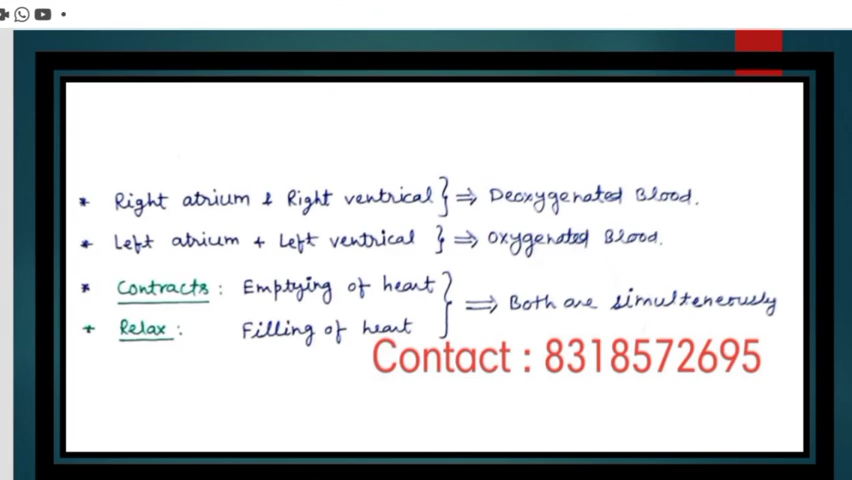 * Right atrium & Right ventrical } ⇒ Deoxygenated Blood.
* Left atrium + Left ventrical } ⇒ Oxygenated Blood.
* Contracts : Emptying of heart
} ⇒ Both are simulteneously
+ Relax : Filling of heart
Contact : 8318572695